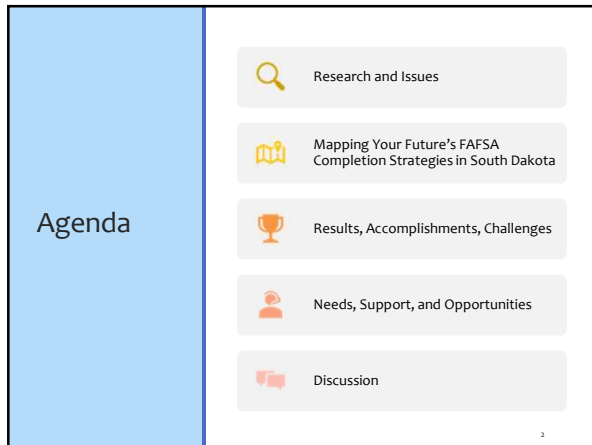 Agenda
Research and Issues
Mapping Your Future's FAFSA
Completion Strategies in South Dakota
Results, Accomplishments, Challenges
Needs, Support, and Opportunities
Discussion
2